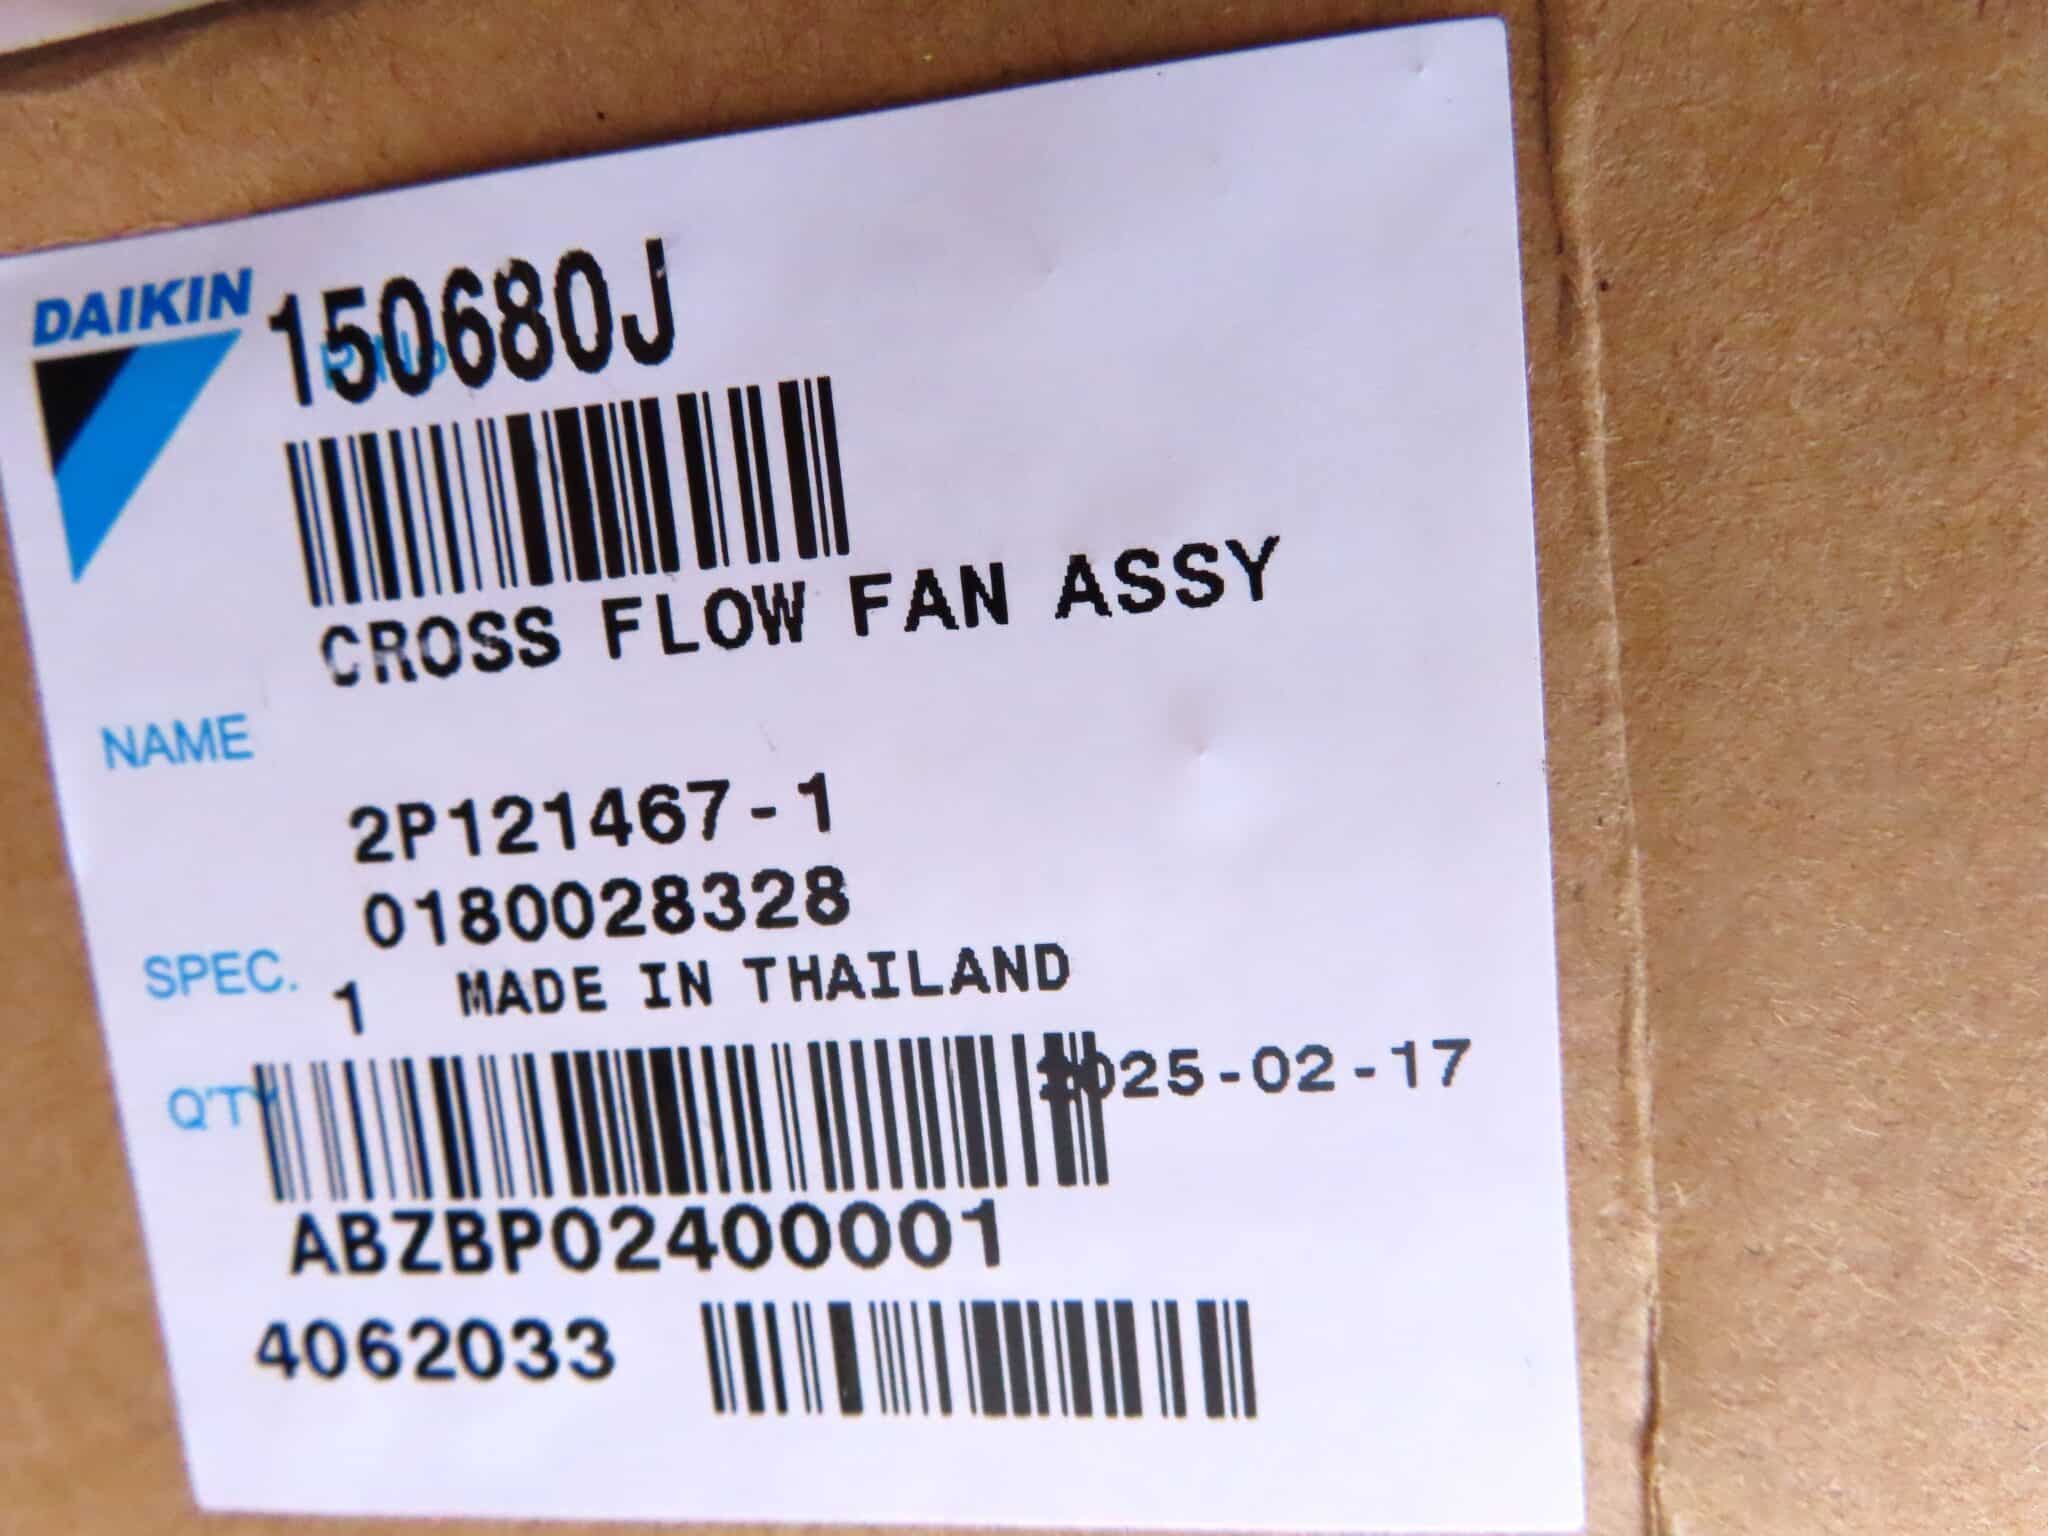 DAIKIN
150680J
P.No
CROSS FLOW FAN ASSY
NAME
2P121467-1
0180028328
SPEC.
1 MADE IN THAILAND
Q'TY
2025-02-17
ABZBP02400001
4062033